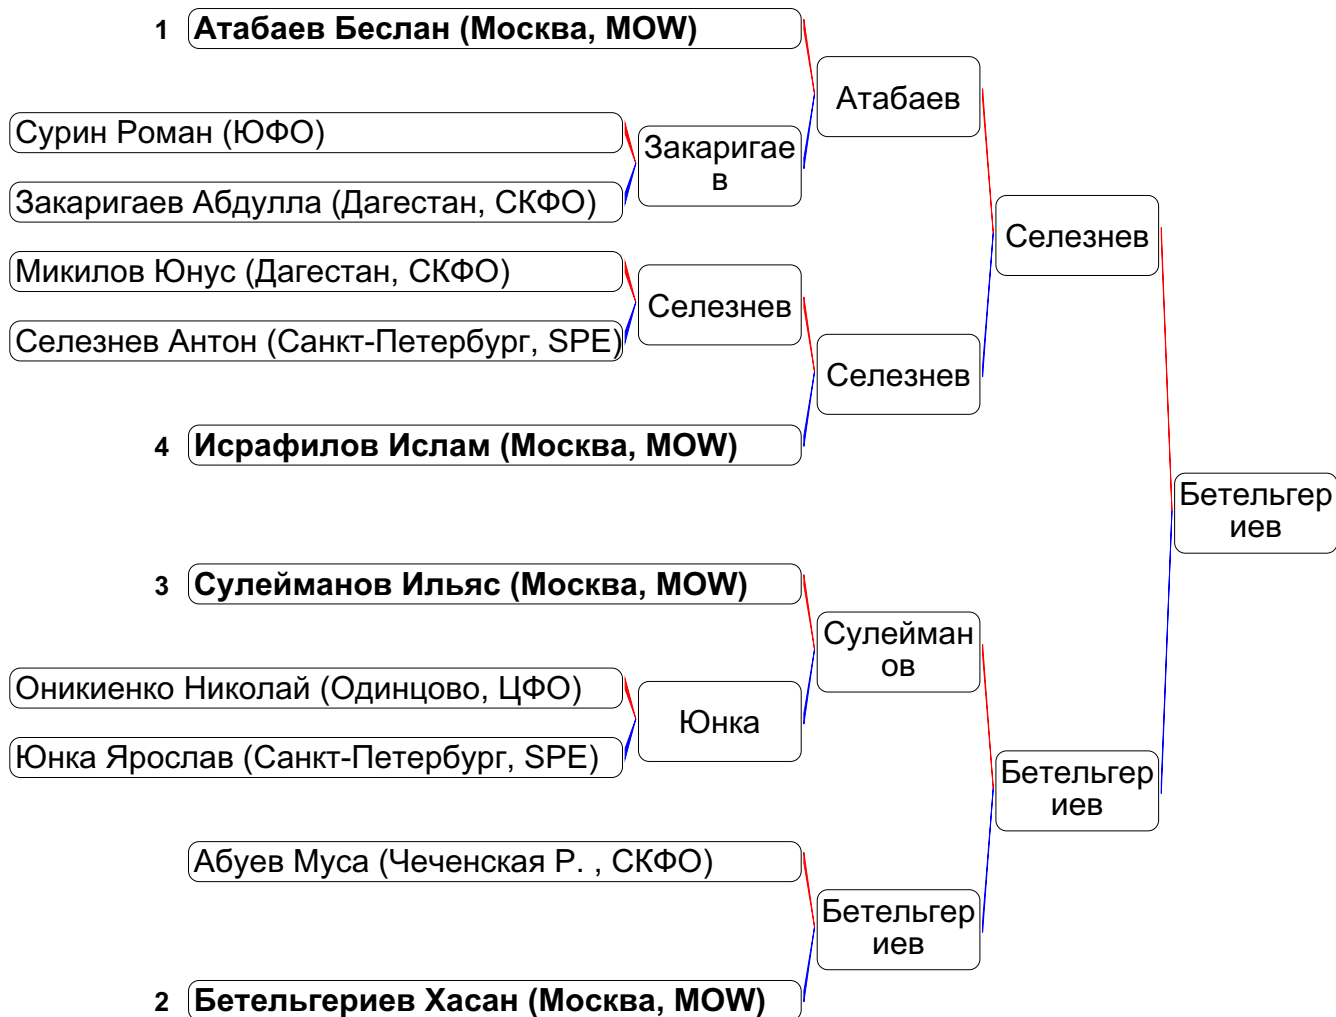 1 Атабаев Беслан (Москва, MOW)
Атабаев
Сурин Роман (ЮФО)
Закаригае
в
Закаригаев Абдулла (Дагестан, СКФО)
Селезнев
Микилов Юнус (Дагестан, СКФО)
Селезнев
Селезнев Антон (Санкт-Петербург, SPE)
Селезнев
4 Исрафилов Ислам (Москва, MOW)
Бетельгер
иев
3 Сулейманов Ильяс (Москва, MOW)
Сулейман
ов
Оникиенко Николай (Одинцово, ЦФО)
Юнка
Юнка Ярослав (Санкт-Петербург, SPE)
Бетельгер
иев
Абуев Муса (Чеченская Р. , СКФО)
Бетельгер
иев
2 Бетельгериев Хасан (Москва, MOW)